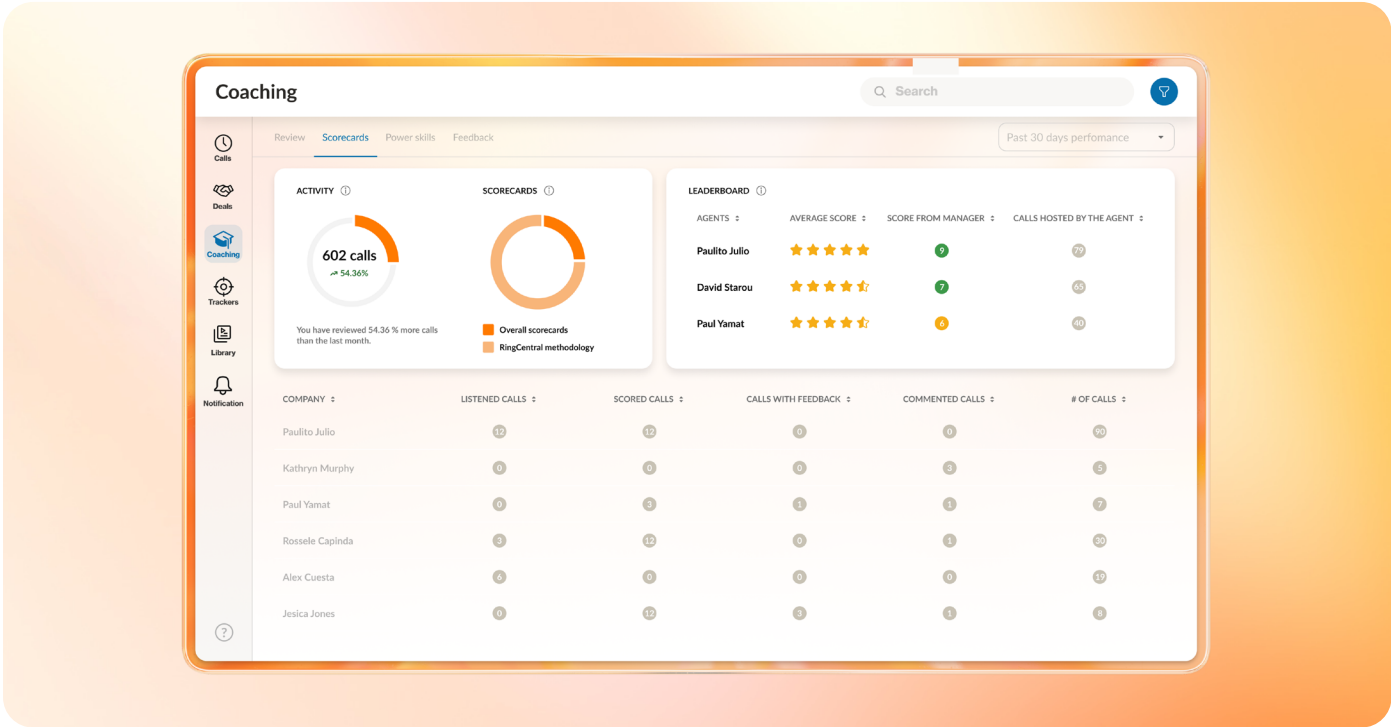 Coaching
Search
Calls
Deals
Coaching
Trackers
Library
Notification
?
Review Scorecards Power skills Feedback
Past 30 days perfomance
ACTIVITY
602 calls
54.36%
You have reviewed 54.36 % more calls
than the last month.
SCORECARDS
Overall scorecards
RingCentral methodology
LEADERBOARD
AGENTS AVERAGE SCORE SCORE FROM MANAGER CALLS HOSTED BY THE AGENT
Paulito Julio 9 79
David Starou 7 65
Paul Yamat 6 40
COMPANY LISTENED CALLS SCORED CALLS CALLS WITH FEEDBACK COMMENTED CALLS # OF CALLS
Paulito Julio 12 12 0 0 90
Kathryn Murphy 0 0 0 3 5
Paul Yamat 0 3 1 1 7
Rossele Capinda 3 12 0 1 30
Alex Cuesta 6 0 0 0 19
Jesica Jones 0 12 3 1 8